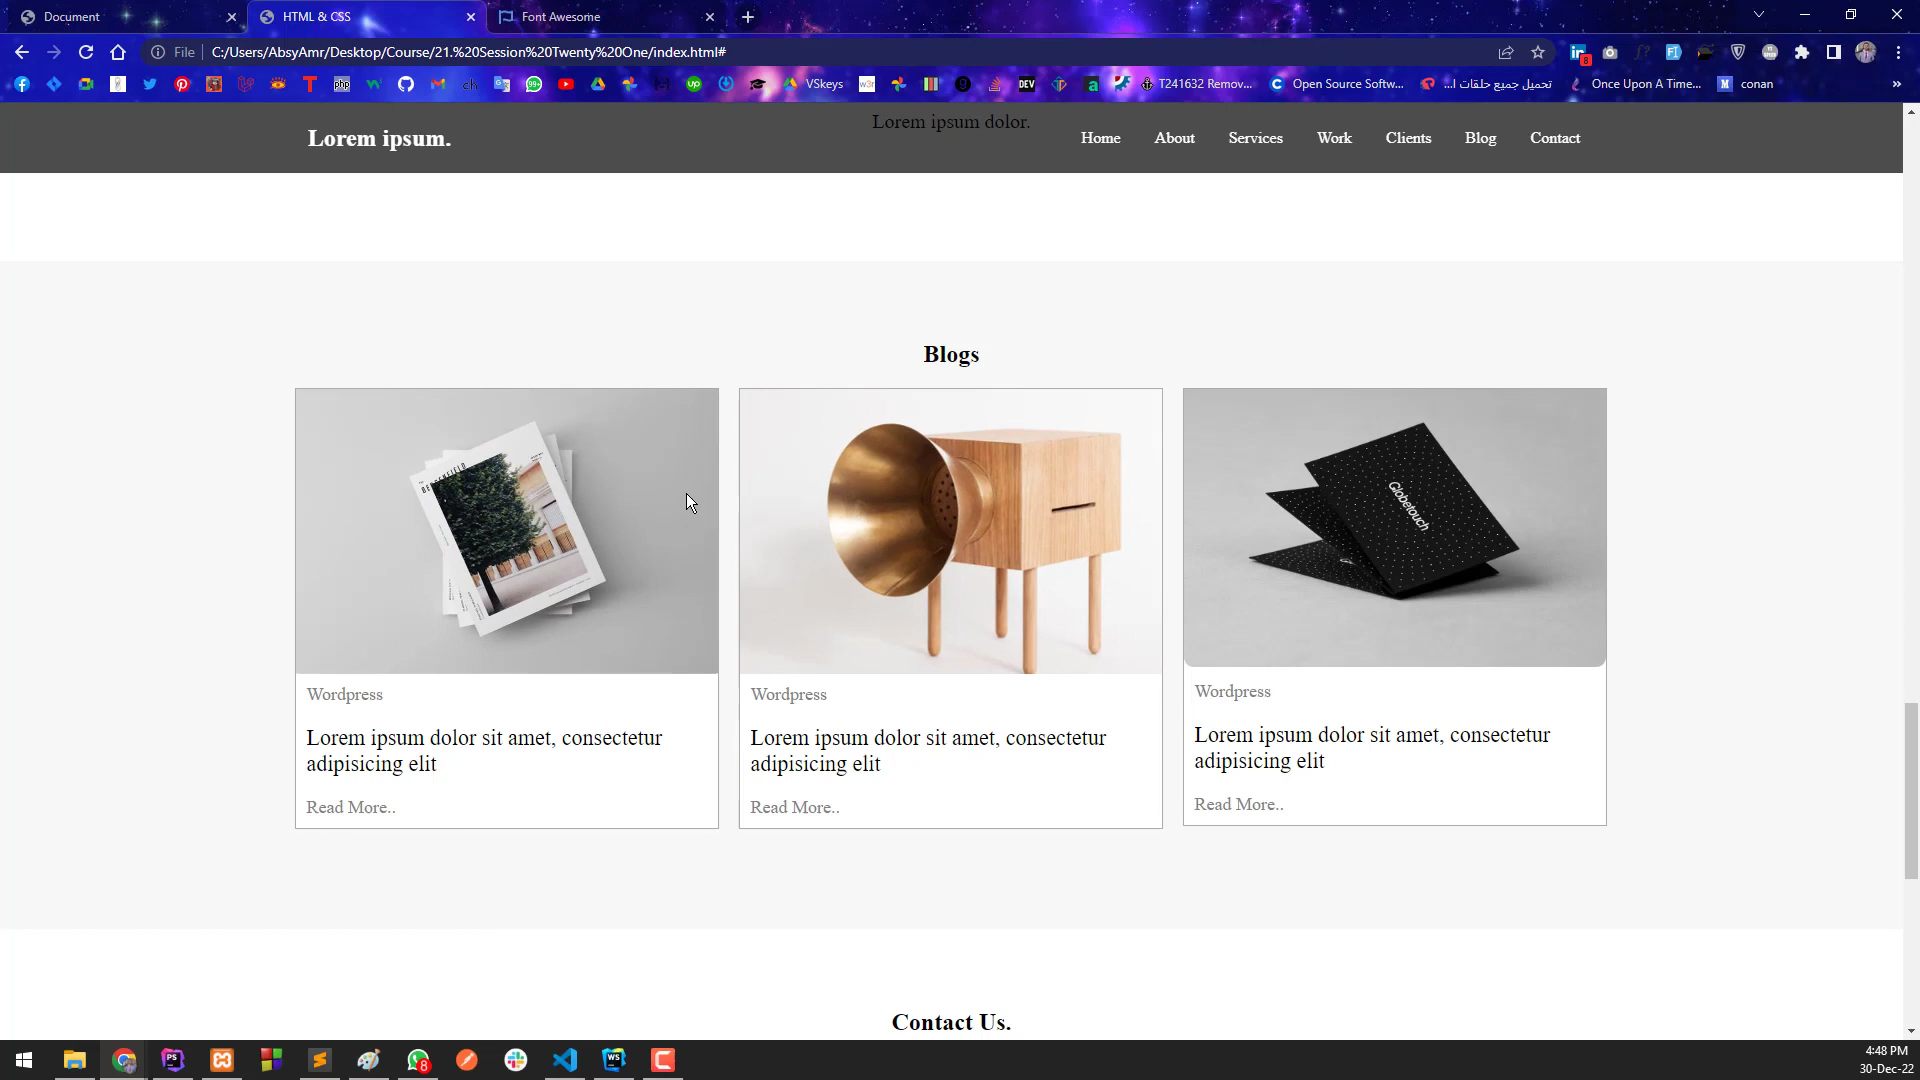 Document
HTML & CSS
Font Awesome
File
C:/Users/AbsyAmr/Desktop/Course/21.%20Session%20Twenty%20One/index.html#
8
VSkeys
T241632 Remov...
Open Source Softw...
تحميل جميع حلقات ا...
Once Upon A Time...
conan
Lorem ipsum dolor.
Lorem ipsum.
Home
About
Services
Work
Clients
Blog
Contact
Blogs
Globetouch
Wordpress
Lorem ipsum dolor sit amet, consectetur
adipisicing elit
Read More..
Wordpress
Lorem ipsum dolor sit amet, consectetur
adipisicing elit
Read More..
Wordpress
Lorem ipsum dolor sit amet, consectetur
adipisicing elit
Read More..
Contact Us.
4:48 PM
30-Dec-22